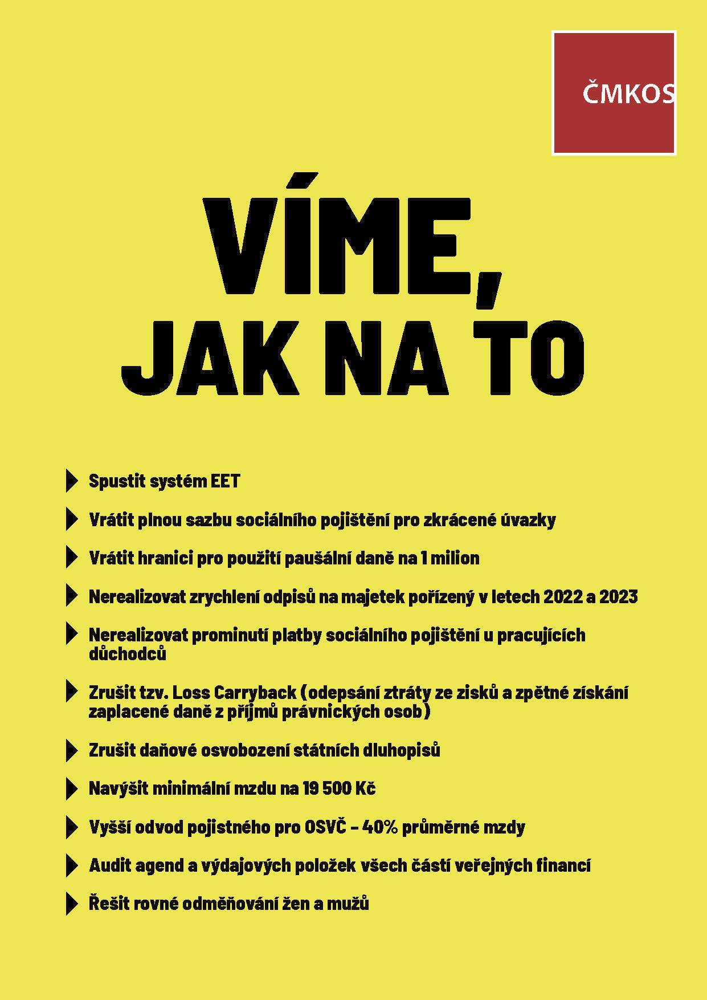 ČMKOS
VÍME,
JAK NA TO
Spustit systém EET
Vrátit plnou sazbu sociálního pojištění pro zkrácené úvazky
Vrátit hranici pro použití paušální daně na 1 milion
Nerealizovat zrychlení odpisů na majetek pořízený v letech 2022 a 2023
Nerealizovat prominutí platby sociálního pojištění u pracujících
důchodců
Zrušit tzv. Loss Carryback (odepsání ztráty ze zisků a zpětné získání
zaplacené daně z příjmů právnických osob)
Zrušit daňové osvobození státních dluhopisů
Navýšit minimální mzdu na 19 500 Kč
Vyšší odvod pojistného pro OSVČ – 40% průměrné mzdy
Audit agend a výdajových položek všech částí veřejných financí
Řešit rovné odměňování žen a mužů